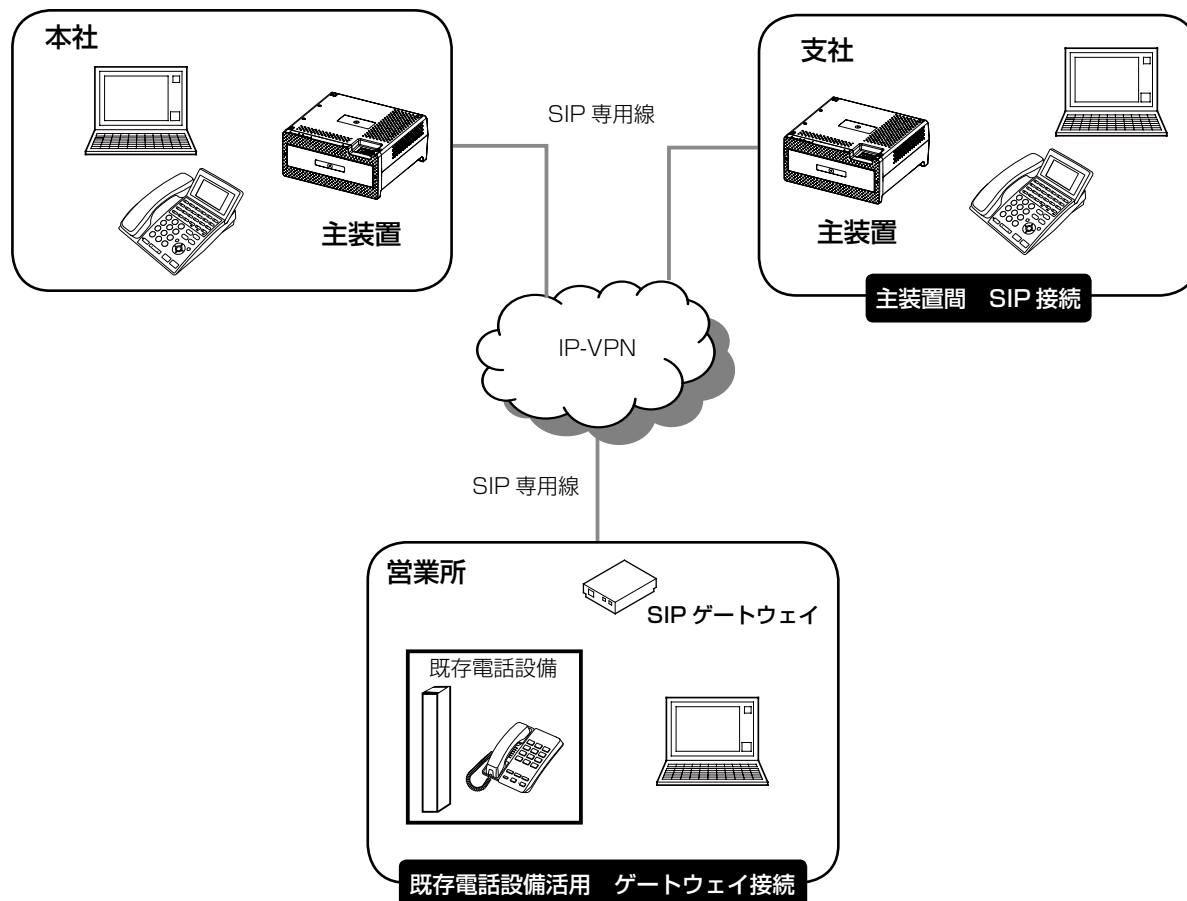 本社
主装置
SIP 専用線
支社
主装置
主装置間　SIP 接続
IP-VPN
SIP 専用線
営業所
SIP ゲートウェイ
既存電話設備
既存電話設備活用　ゲートウェイ接続